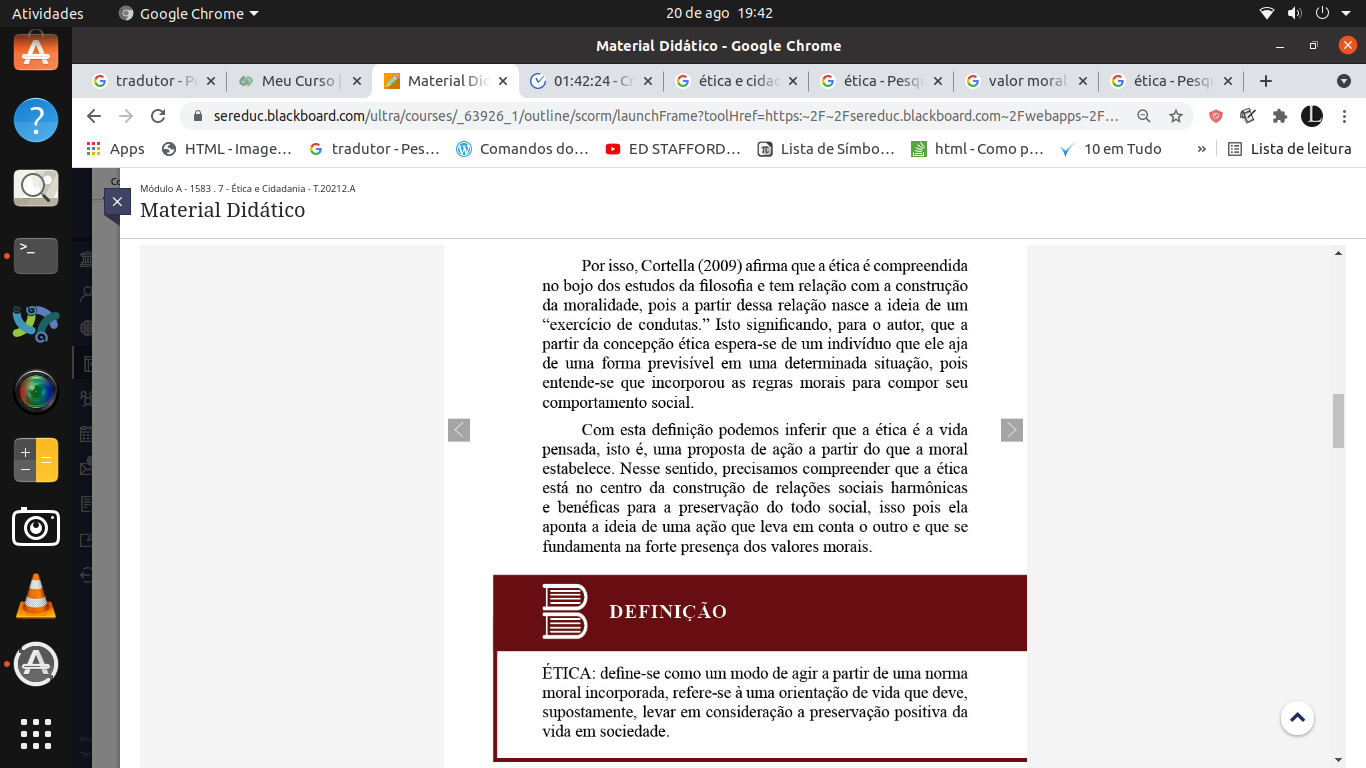 Atividades
Google Chrome
20 de ago 19:42
Material Didático - Google Chrome
tradutor - P
Meu Curso |
Material Did
01:42:24 - Cr
ética e cidad
ética - Pesqu
valor moral
ética - Pesqu
sereduc.blackboard.com/ultra/courses/_63926_1/outline/scorm/launchFrame?toolHref=https:~2F~2Fsereduc.blackboard.com~2Fwebapps~2F…
Apps
HTML - Image…
tradutor - Pes…
Comandos do…
ED STAFFORD…
Lista de Símbo…
html - Como p…
10 em Tudo
»
Lista de leitura
Módulo A - 1583 . 7 - Ética e Cidadania - T.20212.A
Material Didático
Por isso, Cortella (2009) afirma que a ética é compreendida
no bojo dos estudos da filosofia e tem relação com a construção
da moralidade, pois a partir dessa relação nasce a ideia de um
“exercício de condutas.” Isto significando, para o autor, que a
partir da concepção ética espera-se de um indivíduo que ele aja
de uma forma previsível em uma determinada situação, pois
entende-se que incorporou as regras morais para compor seu
comportamento social.
Com esta definição podemos inferir que a ética é a vida
pensada, isto é, uma proposta de ação a partir do que a moral
estabelece. Nesse sentido, precisamos compreender que a ética
está no centro da construção de relações sociais harmônicas
e benéficas para a preservação do todo social, isso pois ela
aponta a ideia de uma ação que leva em conta o outro e que se
fundamenta na forte presença dos valores morais.
DEFINIÇÃO
ÉTICA: define-se como um modo de agir a partir de uma norma
moral incorporada, refere-se à uma orientação de vida que deve,
supostamente, levar em consideração a preservação positiva da
vida em sociedade.